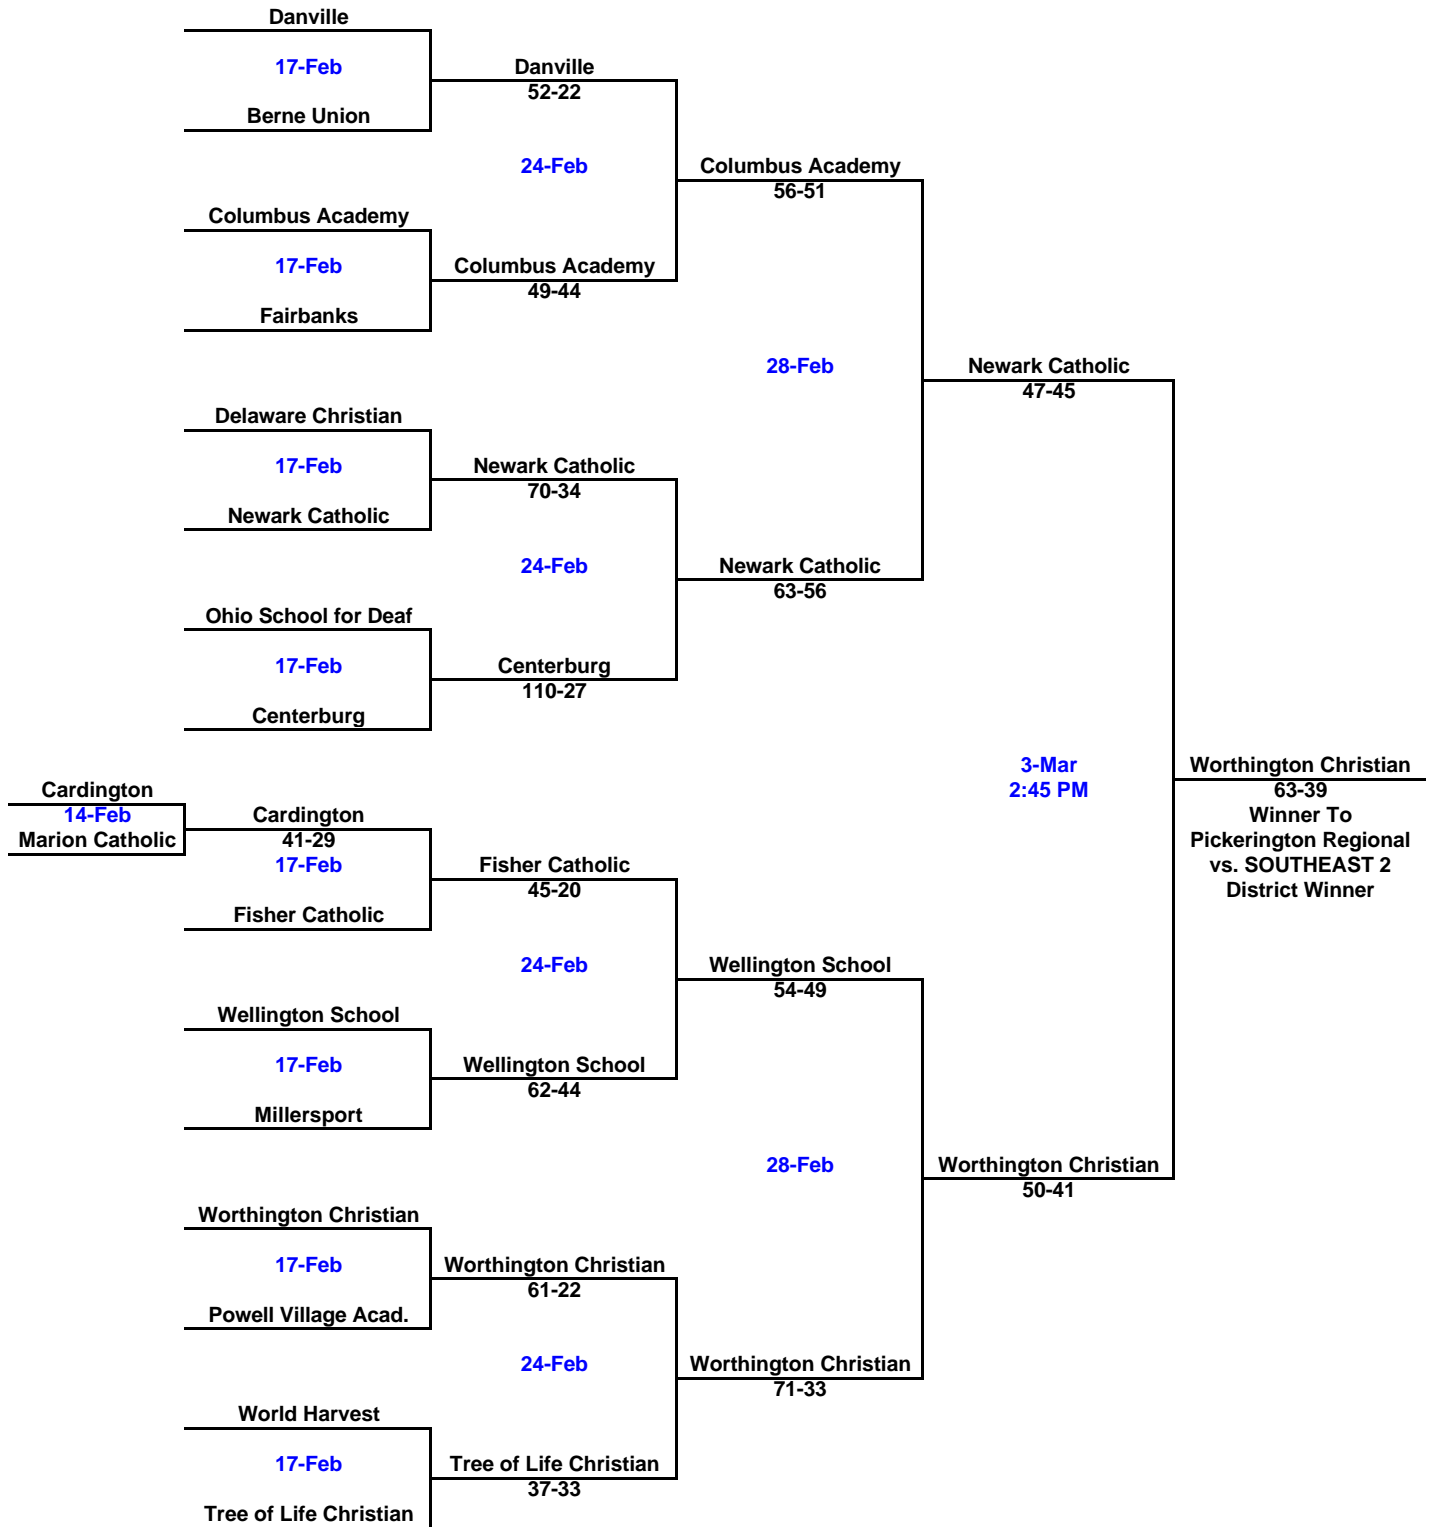 Danville
17-Feb
Danville
52-22
Berne Union
24-Feb
Columbus Academy
56-51
Columbus Academy
17-Feb
Columbus Academy
49-44
Fairbanks
28-Feb
Newark Catholic
47-45
Delaware Christian
17-Feb
Newark Catholic
70-34
Newark Catholic
24-Feb
Newark Catholic
63-56
Ohio School for Deaf
17-Feb
Centerburg
110-27
Centerburg
3-Mar
2:45 PM
Worthington Christian
63-39
Winner To
Pickerington Regional
vs. SOUTHEAST 2
District Winner
Cardington
14-Feb
Marion Catholic
Cardington
41-29
17-Feb
Fisher Catholic
45-20
Fisher Catholic
24-Feb
Wellington School
54-49
Wellington School
17-Feb
Wellington School
62-44
Millersport
28-Feb
Worthington Christian
50-41
Worthington Christian
17-Feb
Worthington Christian
61-22
Powell Village Acad.
24-Feb
Worthington Christian
71-33
World Harvest
17-Feb
Tree of Life Christian
37-33
Tree of Life Christian